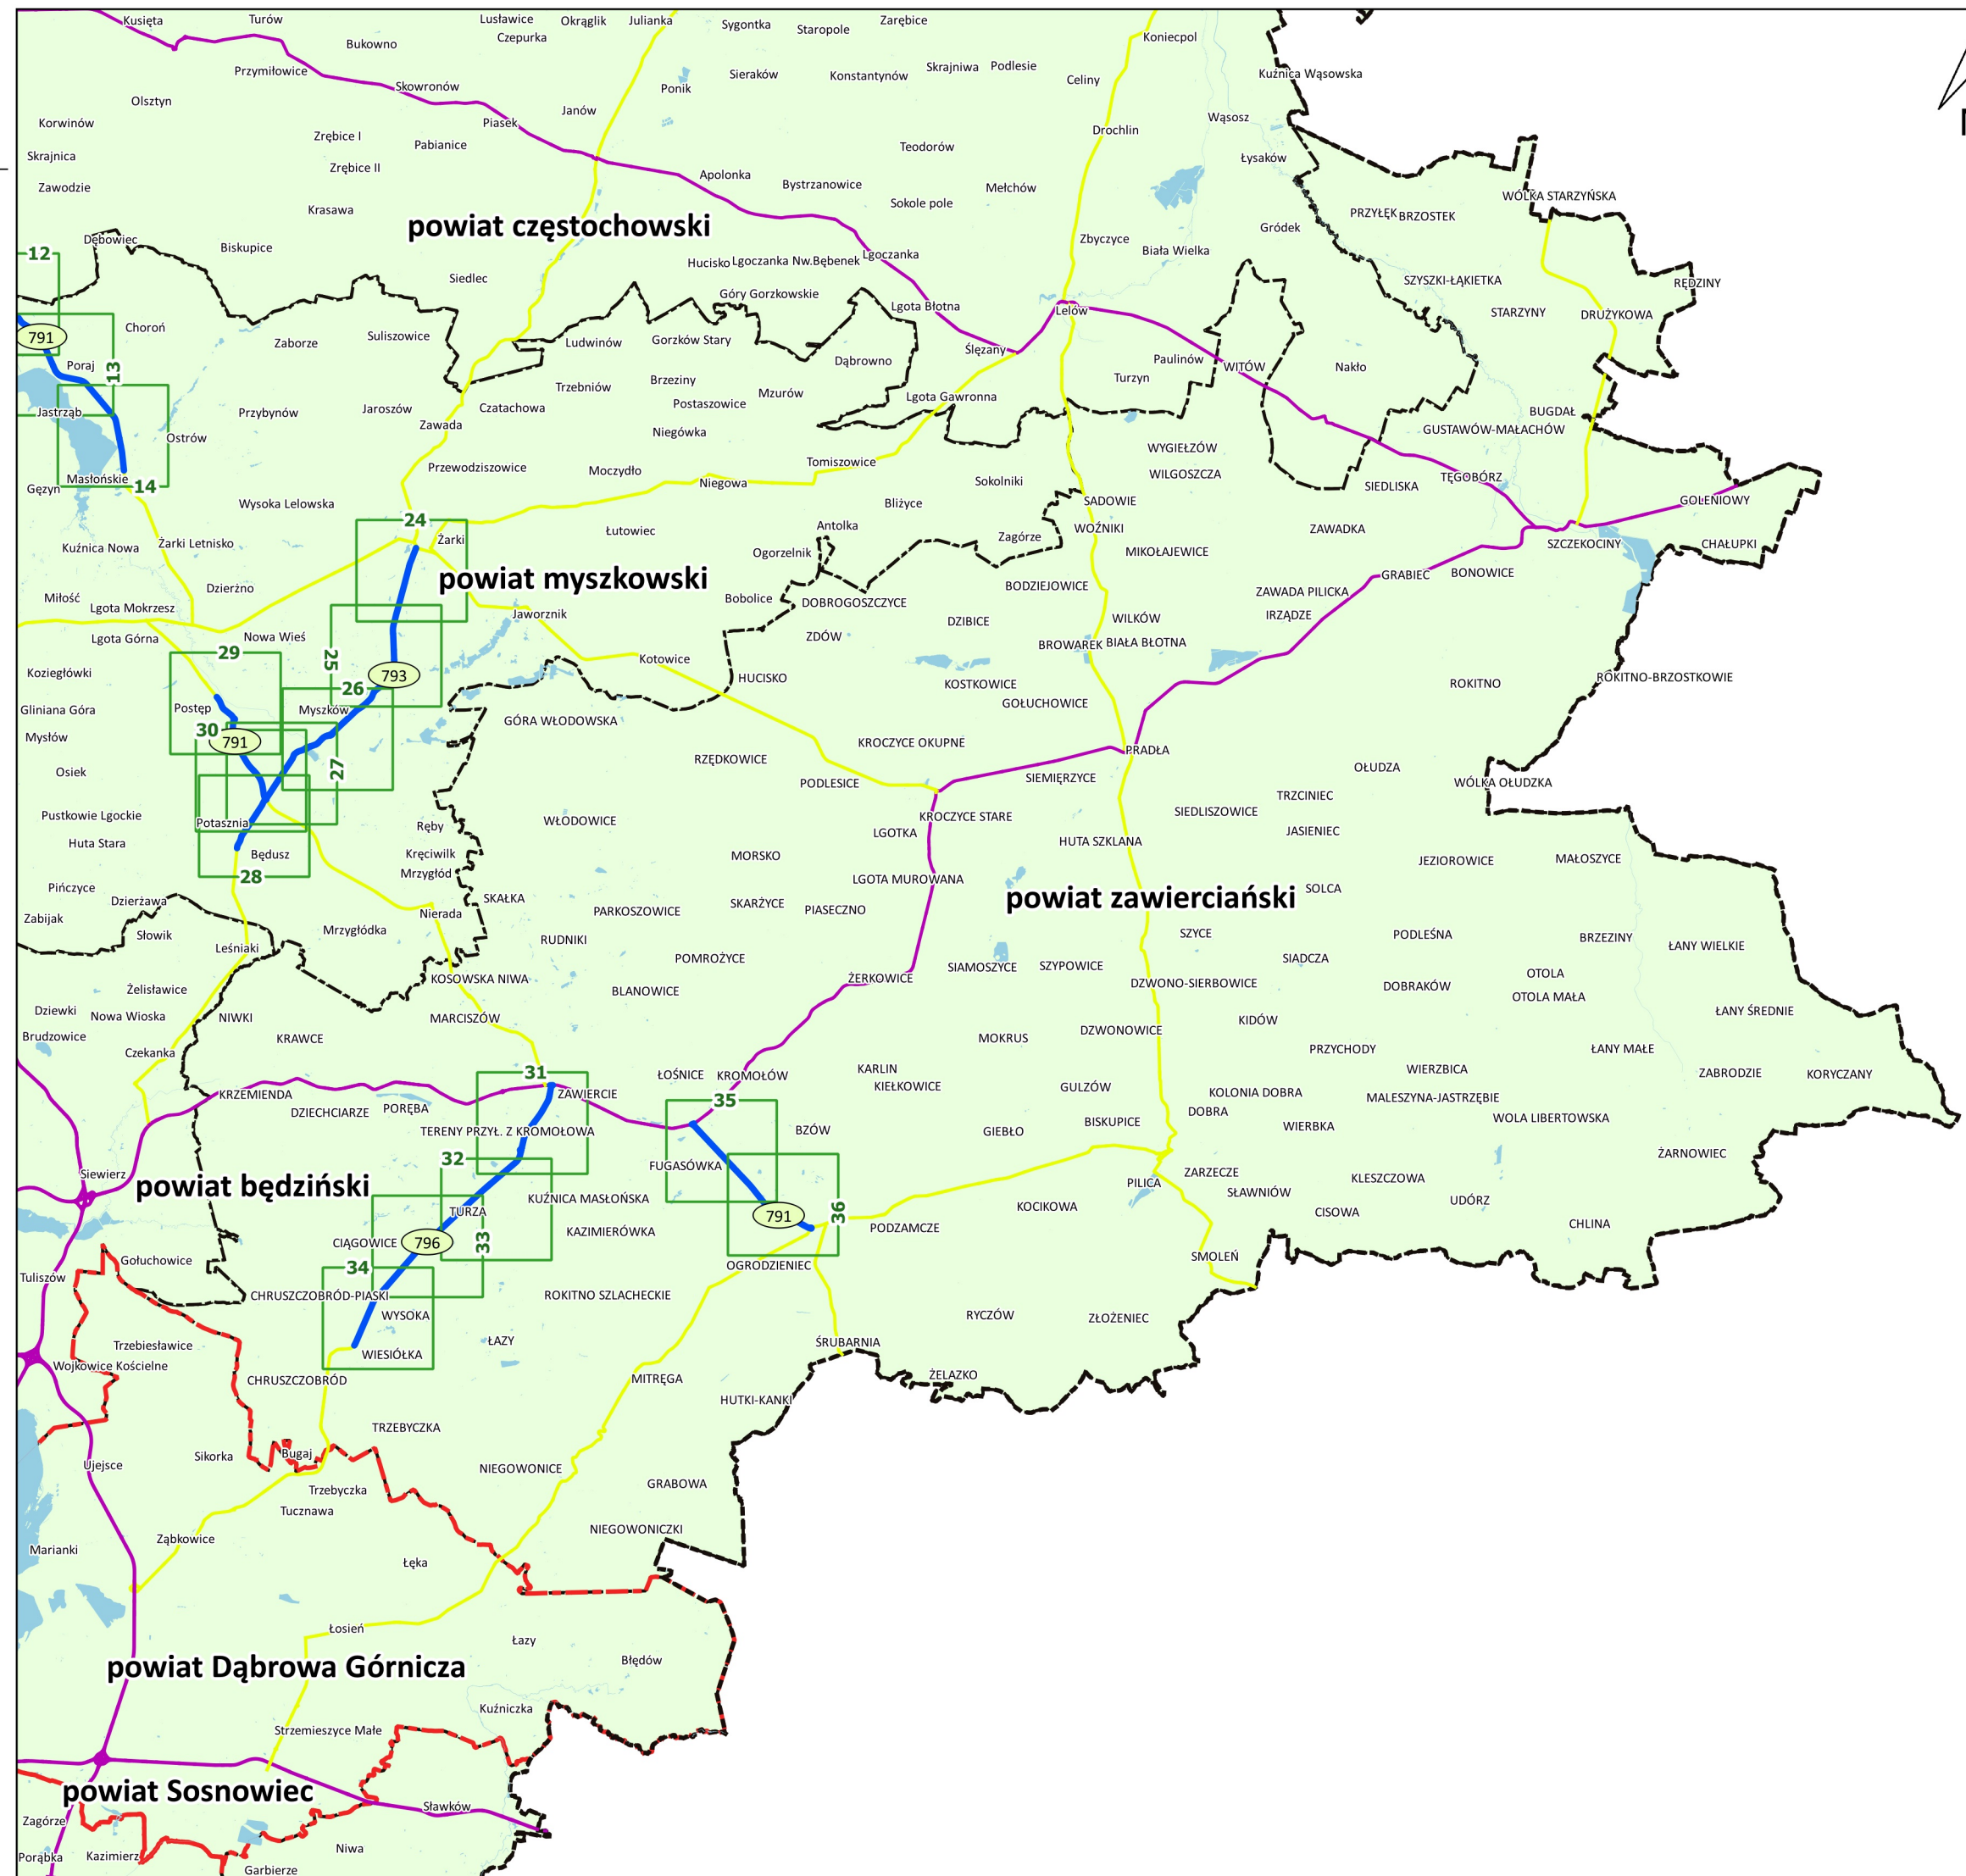 Kusięta
Turów
Lusławice
Okrąglik
Julianka
Sygontka
Staropole
Zarębice
Koniecpol
Bukowno
Czepurka
Przymiłowice
Skowronów
Ponik
Sieraków
Konstantynów
Skrajniwa
Podlesie
Celiny
Kuźnica Wąsowska
Olsztyn
Korwinów
Janów
Piasek
Zrębice I
Pabianice
Drochlin
Wąsosz
Skrajnica
Zrębice II
Teodorów
Łysaków
Zawodzie
Apolonka
Bystrzanowice
Mełchów
Krasawa
Sokole pole
WÓLKA STARZYŃSKA
PRZYŁĘK
BRZOSTEK
powiat częstochowski
Dębowiec
Biskupice
Zbyczyce
Gródek
Biała Wielka
12
Siedlec
Hucisko
Lgoczanka Nw.Bębenek
Lgoczanka
SZYSZKI-ŁĄKIETKA
RĘDZINY
Góry Gorzkowskie
Lgota Błotna
Lelów
STARZYNY
DRUŻYKOWA
791
Choroń
Suliszowice
Zaborze
Ludwinów
Gorzków Stary
Ślęzany
Poraj
13
Dąbrowno
Paulinów
WITÓW
Nakło
Trzebniów
Brzeziny
Mzurów
Turzyn
Jastrząb
Przybynów
Jaroszów
Czatachowa
Postaszowice
Lgota Gawronna
BUGDAŁ
Ostrów
Zawada
Niegówka
GUSTAWÓW-MAŁACHÓW
WYGIEŁZÓW
Przewodziszowice
Moczydło
Tomiszowice
WILGOSZCZA
TĘGOBÓRZ
Masłońskie
14
Gęzyn
Niegowa
Sokolniki
SIEDLISKA
Wysoka Lelowska
Bliżyce
SADOWIE
GOLENIOWY
24
Żarki
Łutowiec
Antolka
Zagórze
WOŹNIKI
ZAWADKA
Kuźnica Nowa
Żarki Letnisko
Ogorzelnik
MIKOŁAJEWICE
SZCZEKOCINY
CHAŁUPKI
powiat myszkowski
Dzierżno
BODZIEJOWICE
GRABIEC
BONOWICE
Miłość
Lgota Mokrzesz
Jaworznik
Bobolice
DOBROGOSZCZYCE
ZAWADA PILICKA
DZIBICE
WILKÓW
IRZĄDZE
Lgota Górna
Nowa Wieś
ZDÓW
BROWAREK
BIAŁA BŁOTNA
29
25
Kotowice
Koziegłówki
793
HUCISKO
KOSTKOWICE
ROKITNO
ROKITNO-BRZOSTKOWIE
26
Gliniana Góra
Postęp
Myszków
GÓRA WŁODOWSKA
GOŁUCHOWICE
Mysłów
30
791
KROCZYCE OKUPNE
PRADŁA
Osiek
27
RZĘDKOWICE
PODLESICE
SIEMIĘRZYCE
OŁUDZA
WÓLKA OŁUDZKA
TRZCINIEC
Pustkowie Lgockie
Potasznia
Ręby
WŁODOWICE
KROCZYCE STARE
SIEDLISZOWICE
LGOTKA
JASIENIEC
Huta Stara
Będusz
Kręciwilk
MORSKO
HUTA SZKLANA
JEZIOROWICE
MAŁOSZYCE
28
Mrzygłód
LGOTA MUROWANA
Pińczyce
Dzierżawa
SKAŁKA
powiat zawierciański
SOLCA
Zabijak
Nierada
PARKOSZOWICE
SKARŻYCE
PIASECZNO
Słowik
Leśniaki
Mrzygłódka
RUDNIKI
SZYCE
PODLEŚNA
BRZEZINY
ŁANY WIELKIE
POMROŻYCE
SIAMOSZYCE
SZYPOWICE
SIADCZA
Żelisławice
KOSOWSKA NIWA
ŻERKOWICE
DZWONO-SIERBOWICE
OTOLA
BLANOWICE
DOBRAKÓW
OTOLA MAŁA
Dziewki
Nowa Wioska
NIWKI
MARCISZÓW
KIDÓW
ŁANY ŚREDNIE
Brudzowice
KRAWCE
MOKRUS
DZWONOWICE
Czekanka
PRZYCHODY
ŁANY MAŁE
31
ŁOŚNICE
KROMOŁÓW
KARLIN
WIERZBICA
ZABRODZIE
KORYCZANY
KRZEMIENDA
ZAWIERCIE
KIEŁKOWICE
GULZÓW
KOLONIA DOBRA
DZIECHCIARZE
PORĘBA
35
MALESZYNA-JASTRZĘBIE
DOBRA
WOLA LIBERTOWSKA
TERENY PRZYŁ. Z KROMOŁOWA
BZÓW
GIEBŁO
BISKUPICE
WIERBKA
32
FUGASÓWKA
ŻARNOWIEC
Siewierz
powiat będziński
PILICA
ZARZECZE
KLESZCZOWA
KUŹNICA MASŁOŃSKA
SŁAWNIÓW
UDÓRZ
TURZA
791
36
KOCIKOWA
CISOWA
CHLINA
CIĄGOWICE
796
33
KAZIMIERÓWKA
PODZAMCZE
Gołuchowice
34
OGRODZIENIEC
SMOLEŃ
Tuliszów
CHRUSZCZOBRÓD-PIASKI
ROKITNO SZLACHECKIE
WYSOKA
RYCZÓW
ZŁOŻENIEC
Trzebiesławice
ŁAZY
ŚRUBARNIA
Wojkowice Kościelne
WIESIÓŁKA
CHRUSZCZOBRÓD
MITRĘGA
ŻELAZKO
HUTKI-KANKI
TRZEBYCZKA
Sikorka
Bugaj
Ujejsce
NIEGOWONICE
GRABOWA
Trzebyczka
Tucznawa
NIEGOWONICZKI
Ząbkowice
Marianki
Łęka
Łosień
Łazy
powiat Dąbrowa Górnicza
Błędów
Kuźniczka
Strzemieszyce Małe
powiat Sosnowiec
Sławków
Zagórze
Niwa
Porąbka
Kazimierz
Garbierze